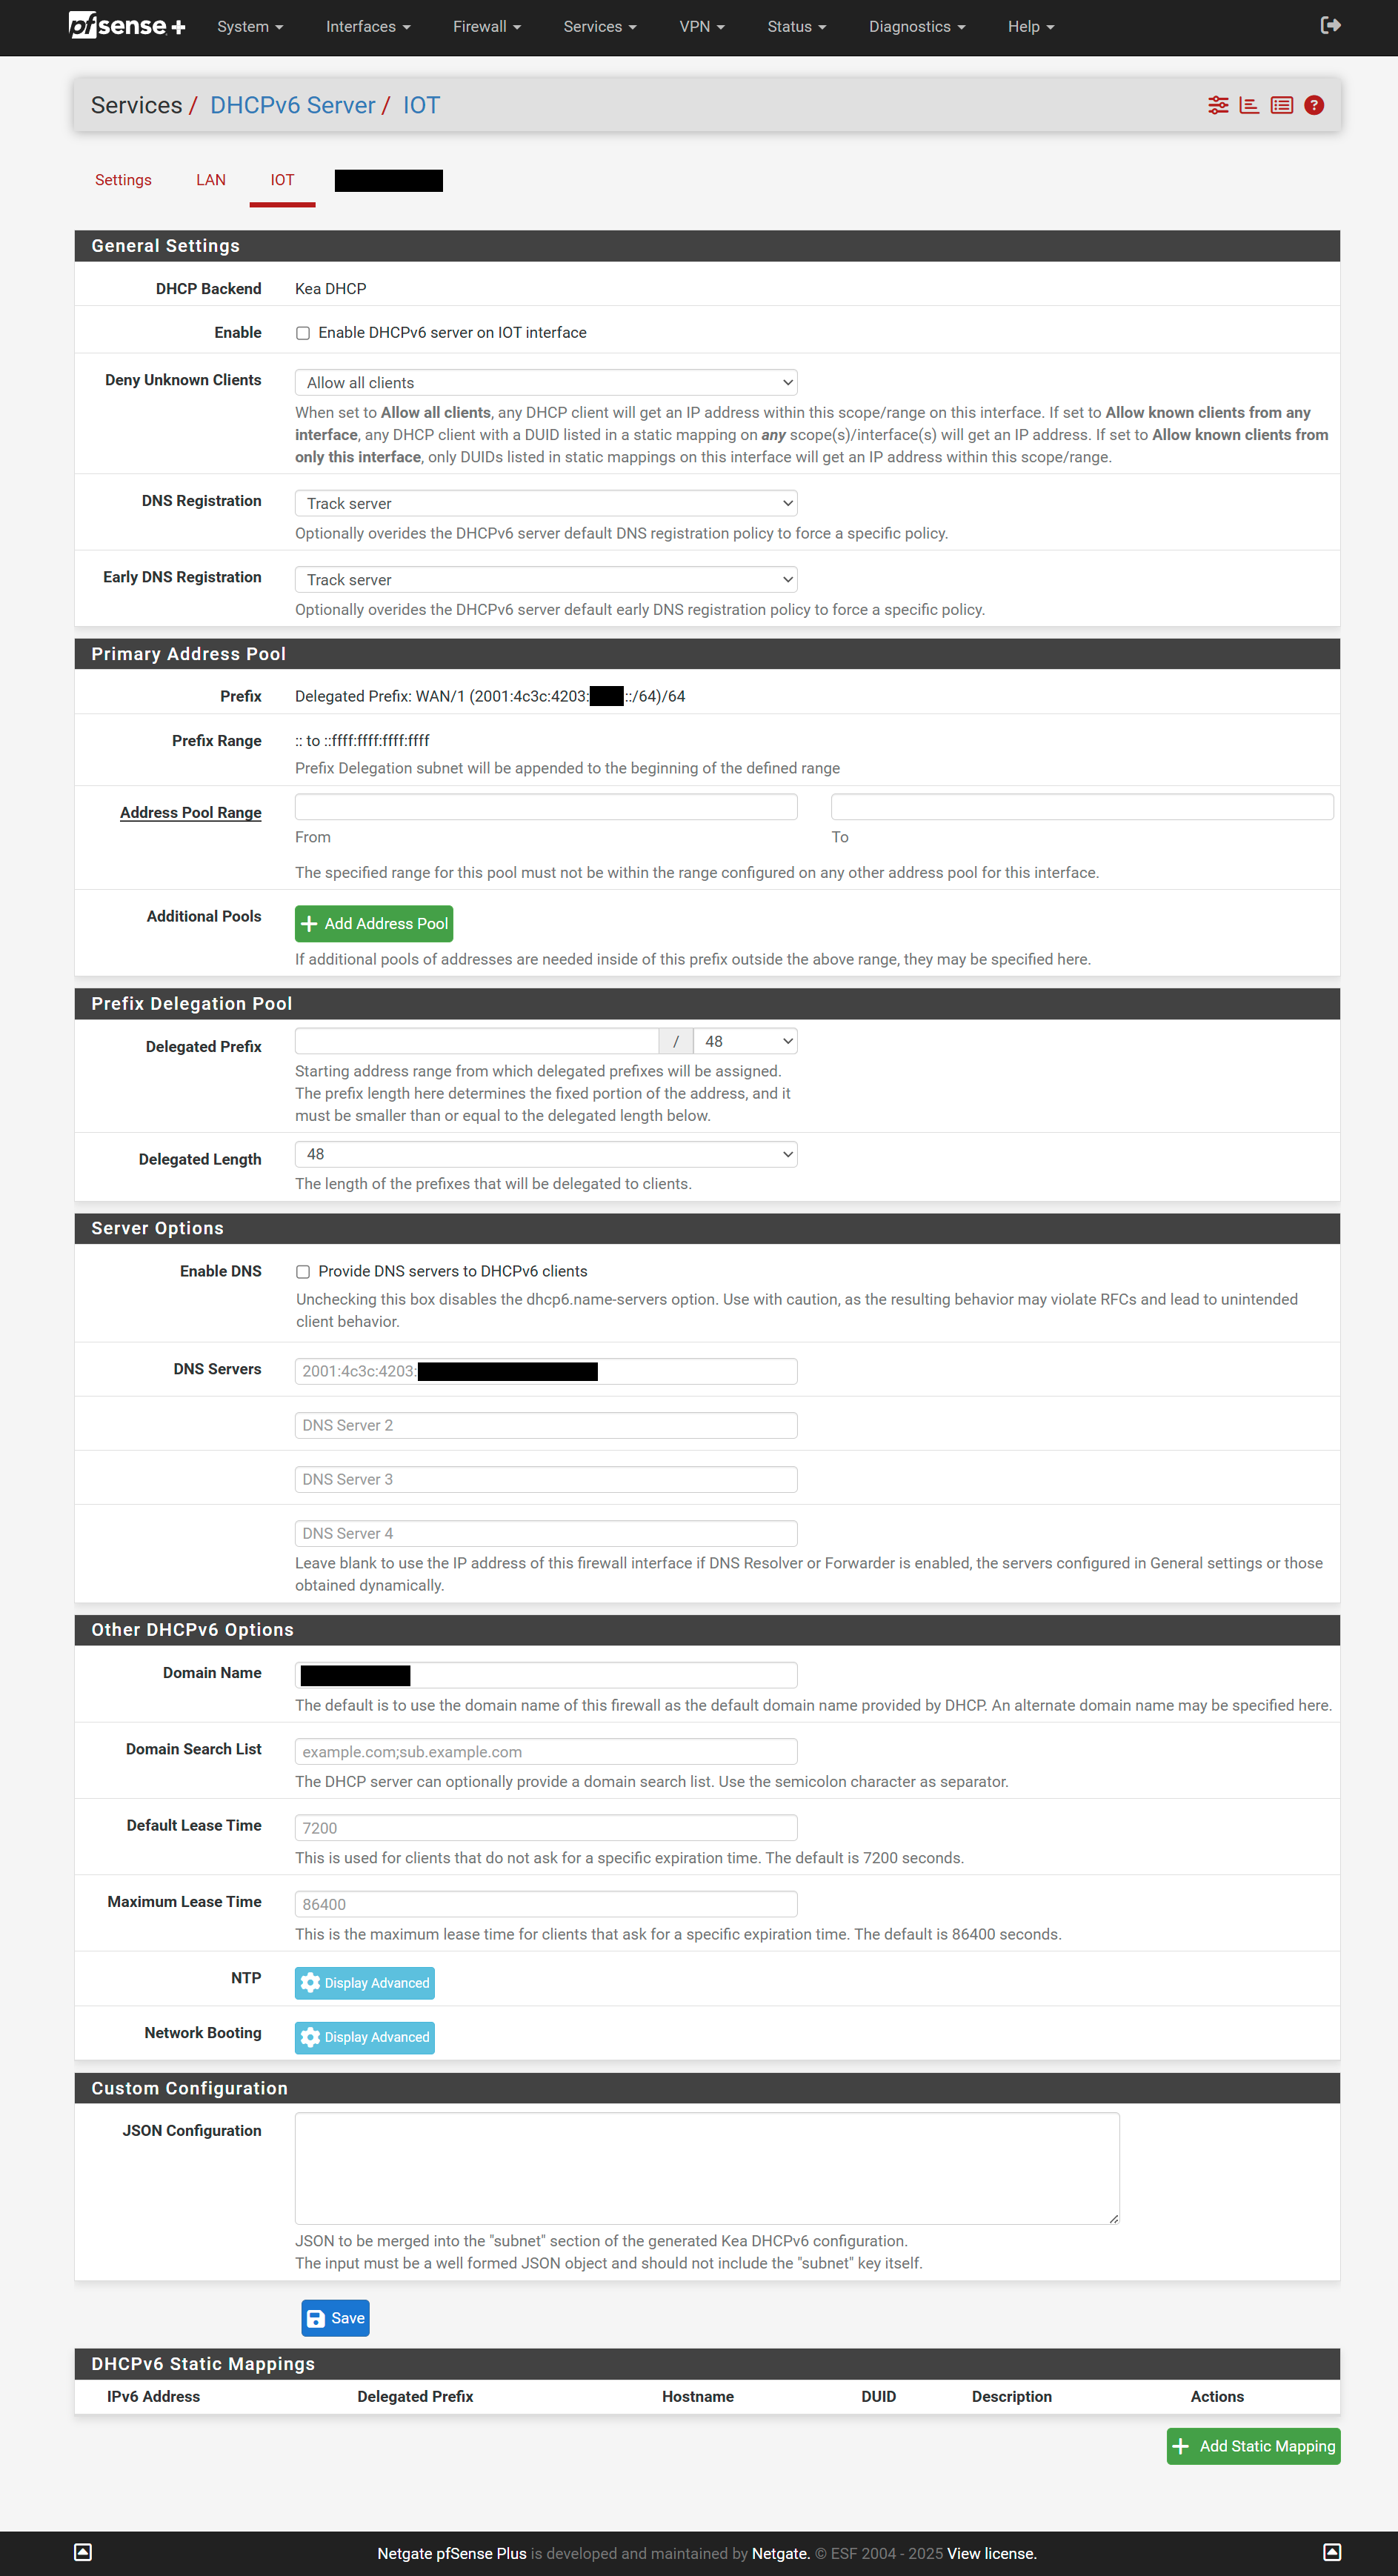 pfsense+ System Interfaces Firewall Services VPN Status Diagnostics Help
Services / DHCPv6 Server / IOT
Settings LAN IOT
General Settings
DHCP Backend Kea DHCP
Enable Enable DHCPv6 server on IOT interface
Deny Unknown Clients Allow all clients
When set to Allow all clients, any DHCP client will get an IP address within this scope/range on this interface. If set to Allow known clients from any
interface, any DHCP client with a DUID listed in a static mapping on any scope(s)/interface(s) will get an IP address. If set to Allow known clients from
only this interface, only DUIDs listed in static mappings on this interface will get an IP address within this scope/range.
DNS Registration Track server
Optionally overides the DHCPv6 server default DNS registration policy to force a specific policy.
Early DNS Registration Track server
Optionally overides the DHCPv6 server default early DNS registration policy to force a specific policy.
Primary Address Pool
Prefix Delegated Prefix: WAN/1 (2001:4c3c:4203: ::/64)/64
Prefix Range :: to ::ffff:ffff:ffff:ffff
Prefix Delegation subnet will be appended to the beginning of the defined range
Address Pool Range
From To
The specified range for this pool must not be within the range configured on any other address pool for this interface.
Additional Pools Add Address Pool
If additional pools of addresses are needed inside of this prefix outside the above range, they may be specified here.
Prefix Delegation Pool
Delegated Prefix / 48
Starting address range from which delegated prefixes will be assigned.
The prefix length here determines the fixed portion of the address, and it
must be smaller than or equal to the delegated length below.
Delegated Length 48
The length of the prefixes that will be delegated to clients.
Server Options
Enable DNS Provide DNS servers to DHCPv6 clients
Unchecking this box disables the dhcp6.name-servers option. Use with caution, as the resulting behavior may violate RFCs and lead to unintended
client behavior.
DNS Servers 2001:4c3c:4203:
DNS Server 2
DNS Server 3
DNS Server 4
Leave blank to use the IP address of this firewall interface if DNS Resolver or Forwarder is enabled, the servers configured in General settings or those
obtained dynamically.
Other DHCPv6 Options
Domain Name
The default is to use the domain name of this firewall as the default domain name provided by DHCP. An alternate domain name may be specified here.
Domain Search List example.com;sub.example.com
The DHCP server can optionally provide a domain search list. Use the semicolon character as separator.
Default Lease Time 7200
This is used for clients that do not ask for a specific expiration time. The default is 7200 seconds.
Maximum Lease Time 86400
This is the maximum lease time for clients that ask for a specific expiration time. The default is 86400 seconds.
NTP Display Advanced
Network Booting Display Advanced
Custom Configuration
JSON Configuration
JSON to be merged into the "subnet" section of the generated Kea DHCPv6 configuration.
The input must be a well formed JSON object and should not include the "subnet" key itself.
Save
DHCPv6 Static Mappings
IPv6 Address Delegated Prefix Hostname DUID Description Actions
Add Static Mapping
Netgate pfSense Plus is developed and maintained by Netgate. © ESF 2004 - 2025 View license.